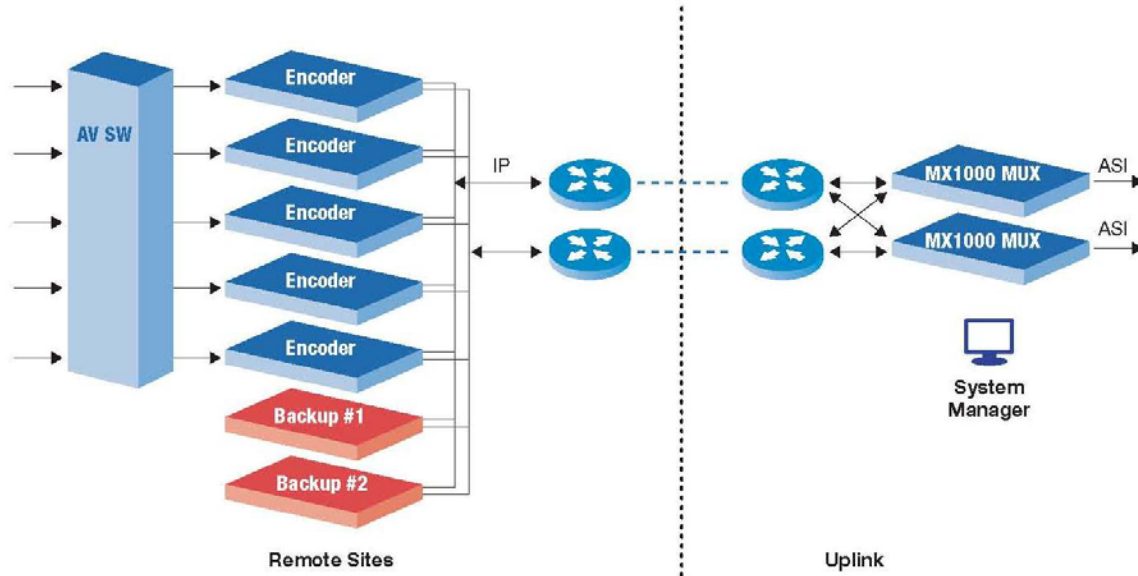 AV SW
Encoder
Encoder
Encoder
Encoder
Encoder
Backup #1
Backup #2
IP
MX1000 MUX
ASI
MX1000 MUX
ASI
System
Manager
Remote Sites
Uplink